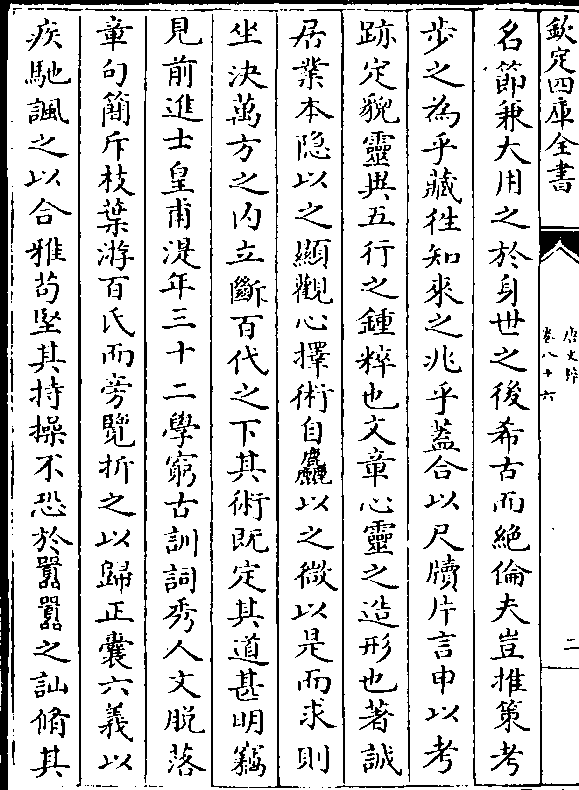 欽定四庫全書
唐文粹
卷八十六
二
名節兼大用之於身世之後希古而絶倫夫豈推策考
步之為乎藏徃知來之兆乎蓋合以尺牘片言申以考
跡定貌靈與五行之鍾粹也文章心靈之造形也著誠
居業本隐以之顯觀心擇術自麤以之微以是而求則
坐決萬方之内立斷百代之下其術既定其道甚明竊
見前進士皇甫湜年三十二學窮古訓詞秀人文脱落
章句簡斥枝葉游百氏而旁覽折之以歸正囊六義以
疾馳諷之以合雅茍堅其持操不恐於嚻嚻之訕脩其